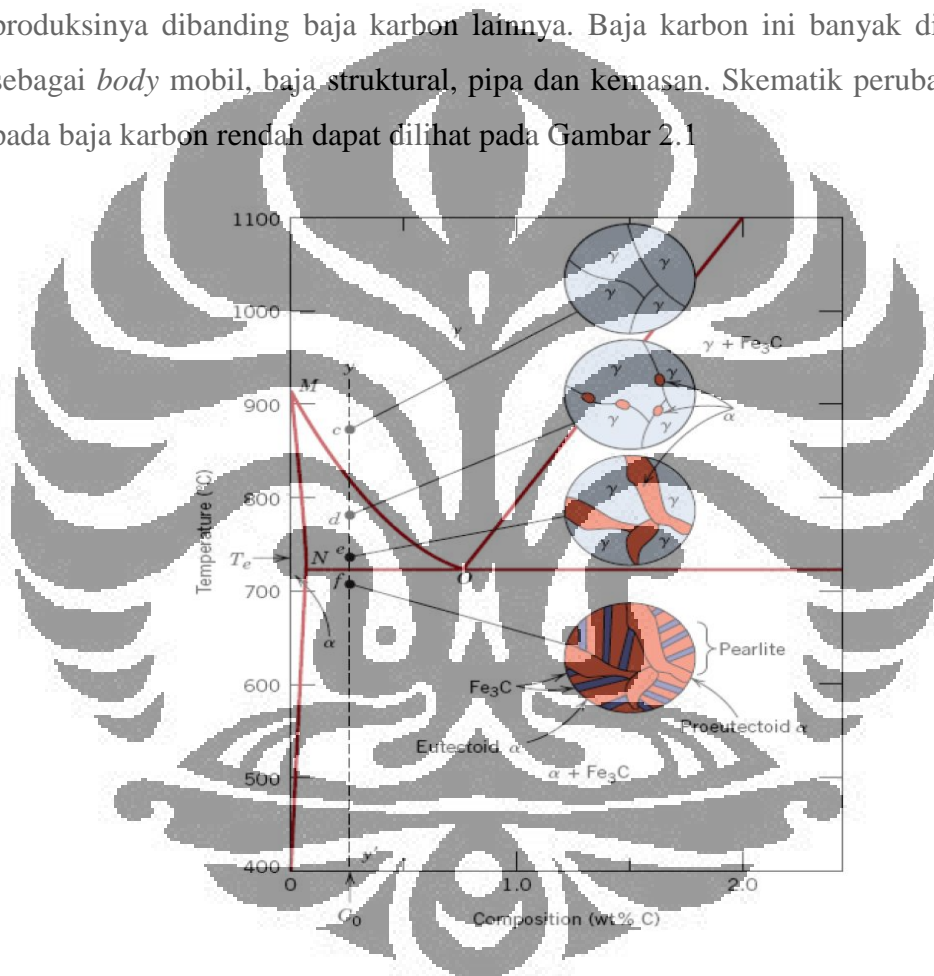 produksinya dibanding baja karbon lainnya. Baja karbon ini banyak di
sebagai body mobil, baja struktural, pipa dan kemasan. Skematik peruba
pada baja karbon rendah dapat dilihat pada Gambar 2.1
1100
γ
γ
γ
γ
1000
γ + Fe₃C
γ
γ
γ
γ
y
M
900
c
α
Temperature (°C)
800
γ
γ
γ
γ
d
Tₑ
N
e
O
700
f
α
Pearlite
600
Fe₃C
Proeutectoid α
Eutectoid α
α + Fe₃C
500
y′
400
0
1.0
2.0
C₀
Composition (wt% C)